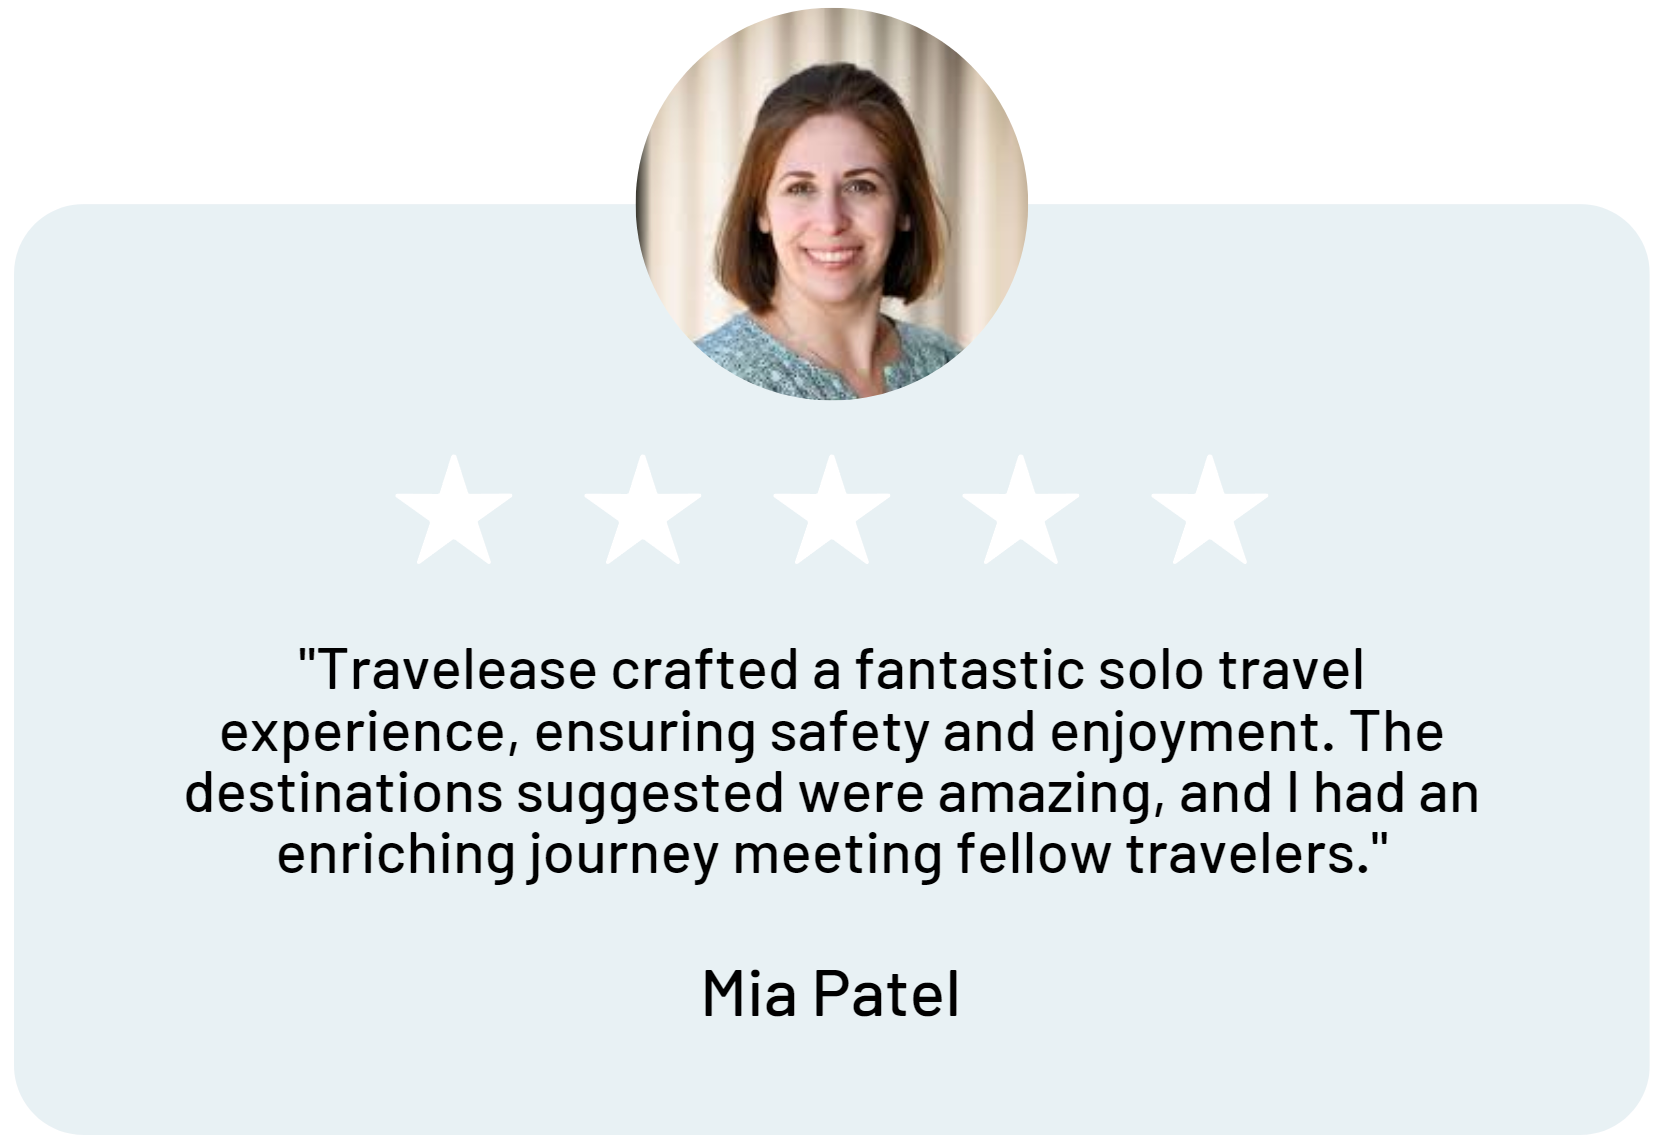 "Travelease crafted a fantastic solo travel
experience, ensuring safety and enjoyment. The
destinations suggested were amazing, and I had an
enriching journey meeting fellow travelers."
Mia Patel